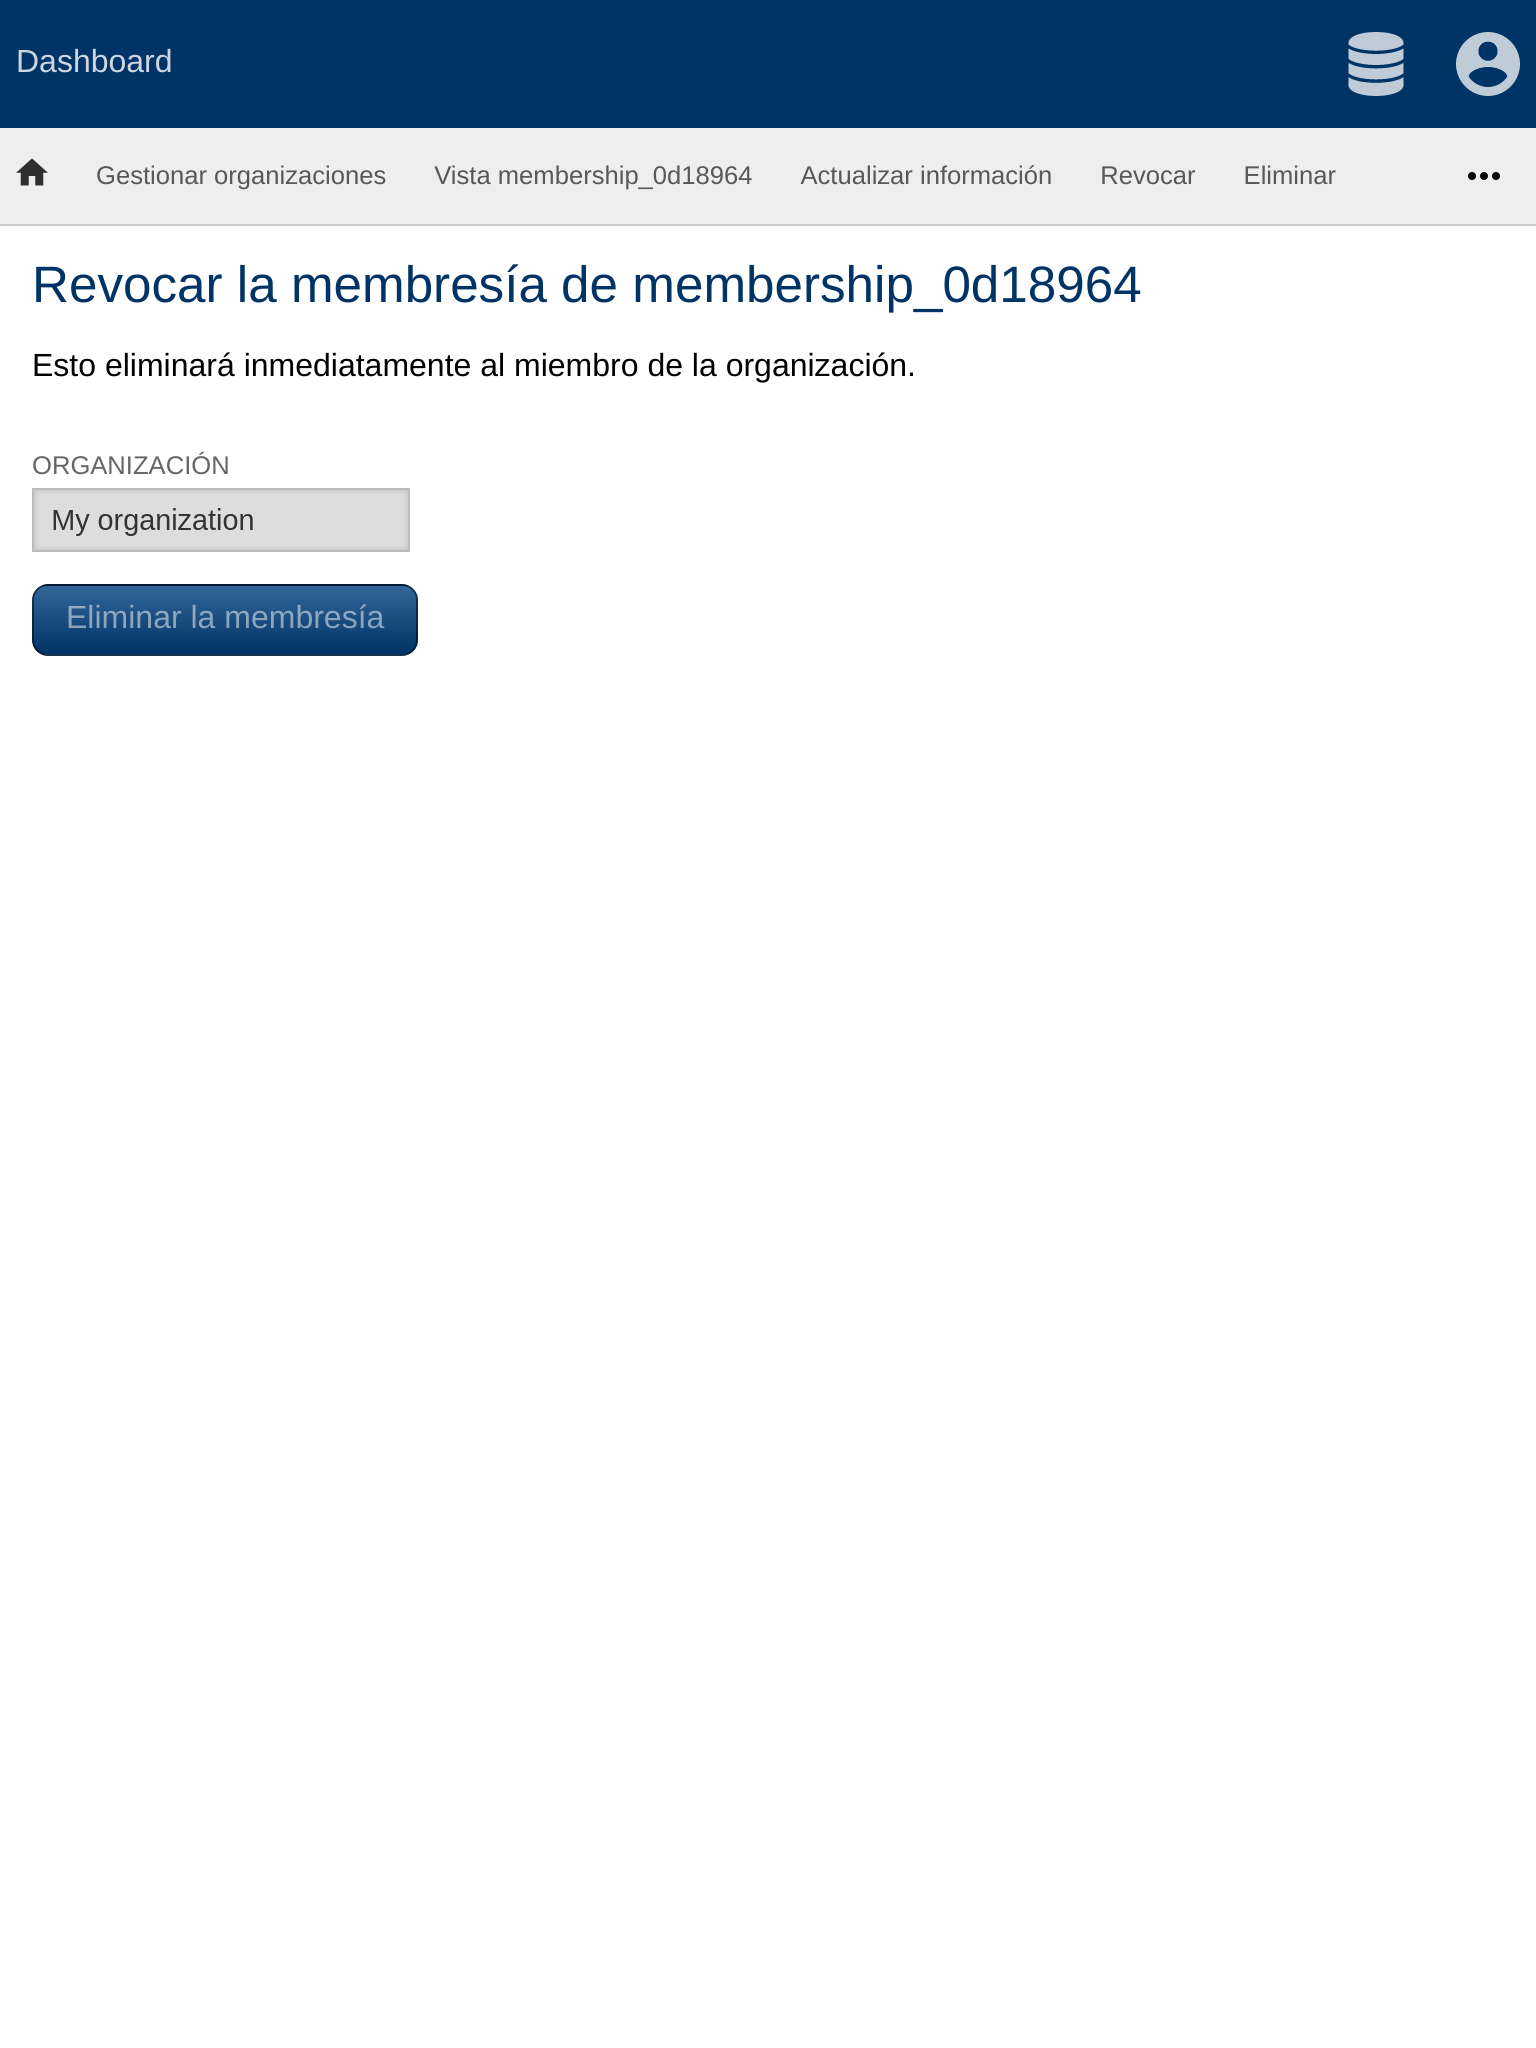 Dashboard
Gestionar organizaciones Vista membership_0d18964 Actualizar información Revocar Eliminar
Revocar la membresía de membership_0d18964
Esto eliminará inmediatamente al miembro de la organización.
ORGANIZACIÓN
My organization
Eliminar la membresía